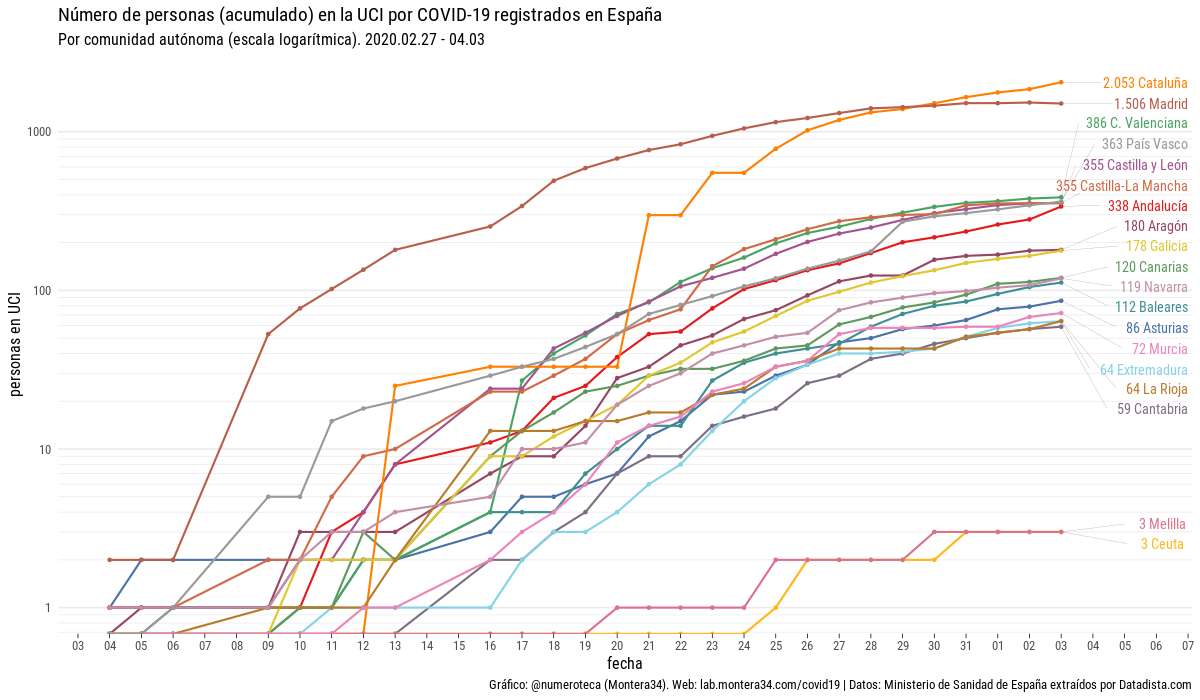 Número de personas (acumulado) en la UCI por COVID-19 registrados en España
Por comunidad autónoma (escala logarítmica). 2020.02.27 - 04.03
personas en UCI
1000
100
10
1
2.053 Cataluña
1.506 Madrid
386 C. Valenciana
363 País Vasco
355 Castilla y León
355 Castilla-La Mancha
338 Andalucía
180 Aragón
178 Galicia
120 Canarias
119 Navarra
112 Baleares
86 Asturias
72 Murcia
64 Extremadura
64 La Rioja
59 Cantabria
3 Melilla
3 Ceuta
03 04 05 06 07 08 09 10 11 12 13 14 15 16 17 18 19 20 21 22 23 24 25 26 27 28 29 30 31 01 02 03 04 05 06 07
fecha
Gráfico: @numeroteca (Montera34). Web: lab.montera34.com/covid19 | Datos: Ministerio de Sanidad de España extraídos por Datadista.com